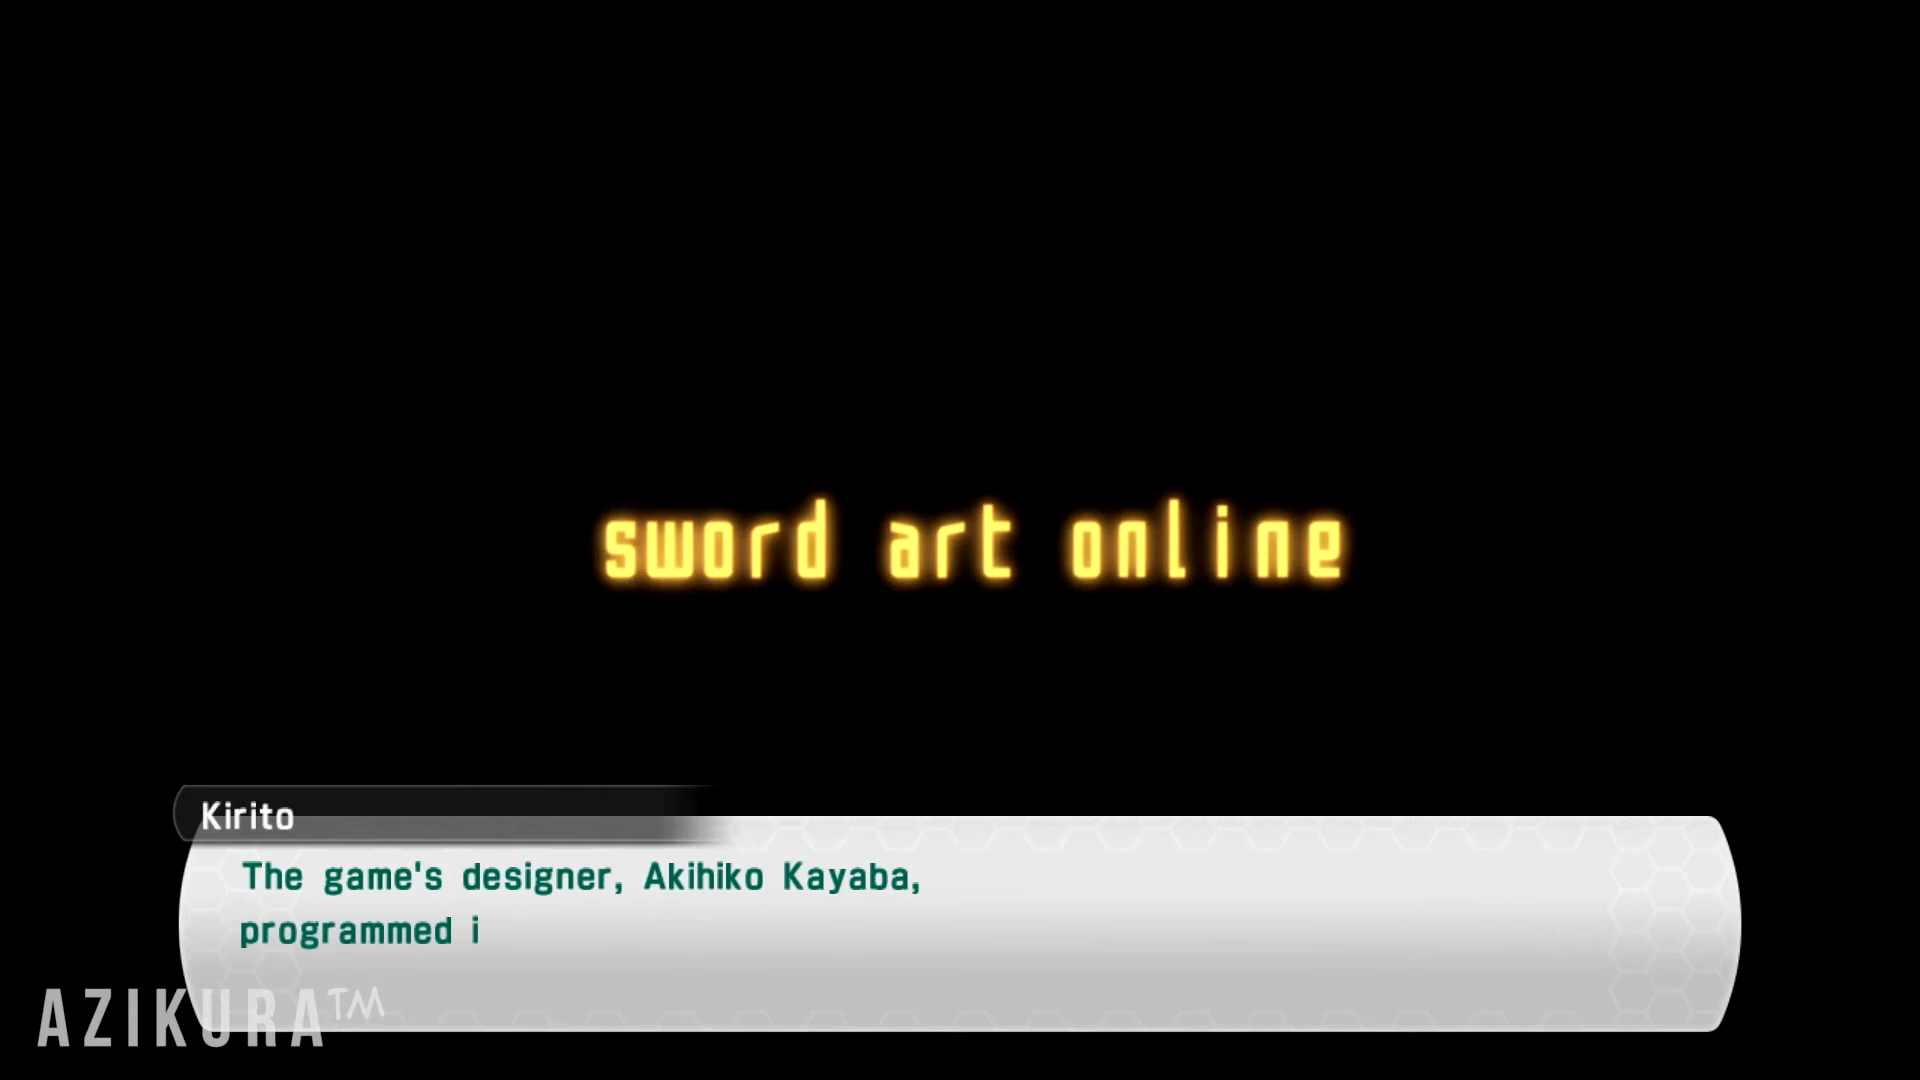 sword art online
Kirito
The game's designer, Akihiko Kayaba,
programmed i
AZIKURA™